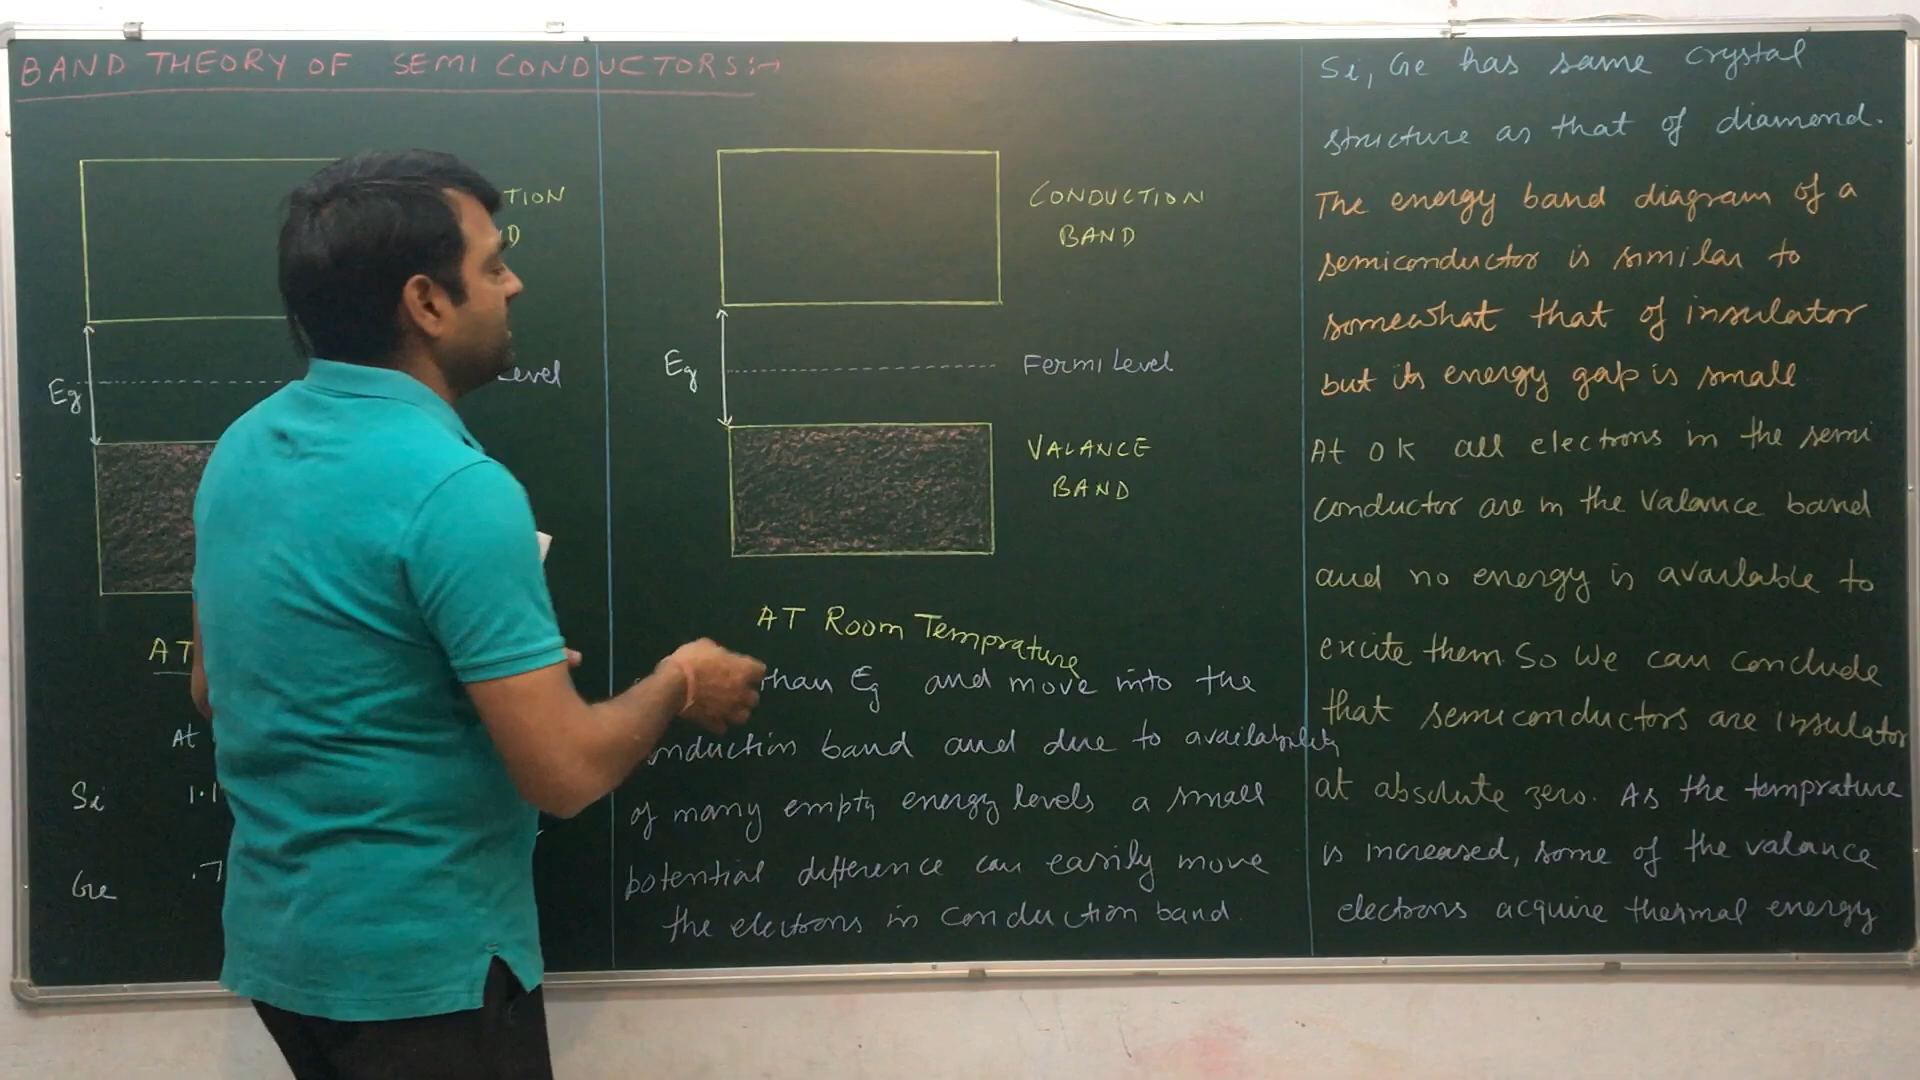 BAND THEORY OF SEMI CONDUCTORS:→
TION
D
Eg
Level
AT
At
Si 1.1
Ge .7
CONDUCTION
BAND
Eg
Fermi Level
VALANCE
BAND
AT Room Temprature
than Eg and move into the
nduction band and due to availability
of many empty energy levels a small
potential difference can easily move
the electrons in conduction band.
Si, Ge has same crystal
structure as that of diamond.
The energy band diagram of a
semiconductor is similar to
somewhat that of insulator
but its energy gap is small
At 0 K all electrons in the semi
conductor are in the valance band
and no energy is available to
excite them. So We can conclude
that semiconductors are insulator
at absolute zero. As the temprature
is increased, some of the valance
electrons acquire thermal energy